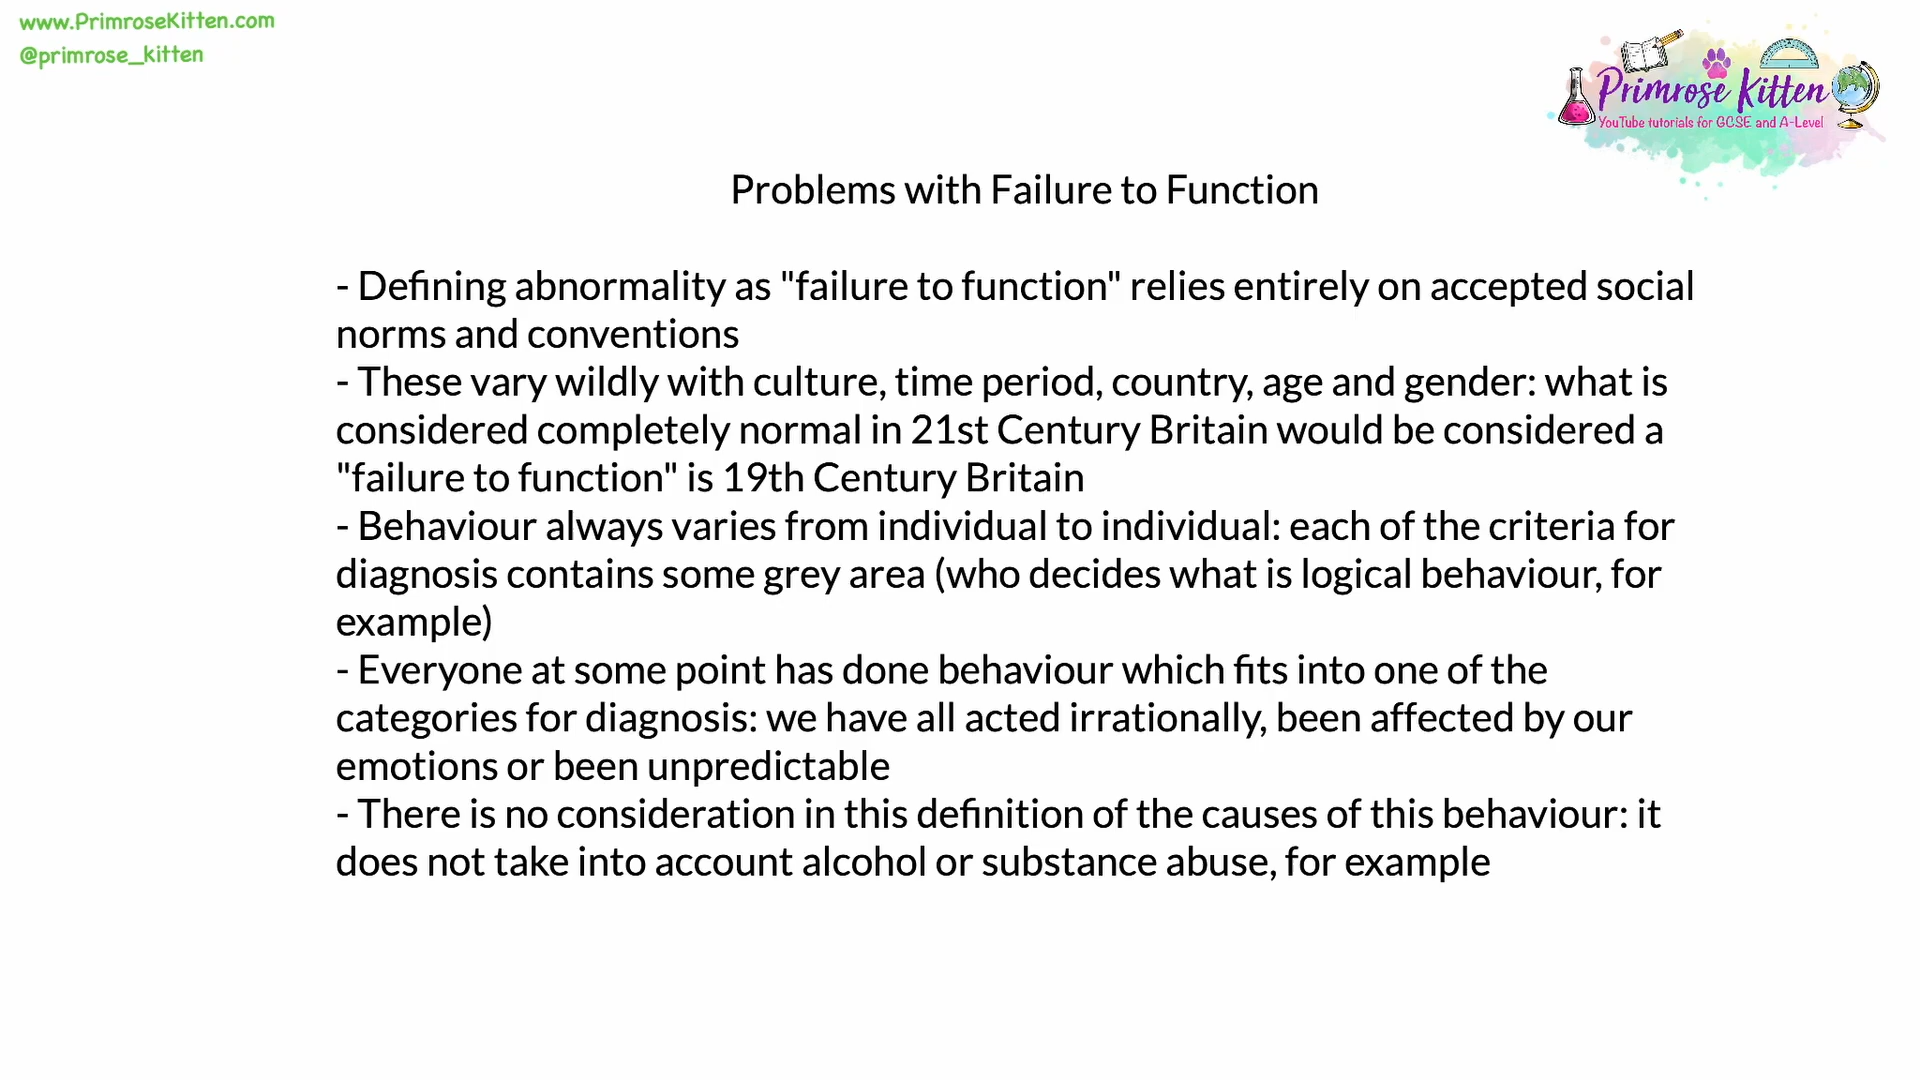 www.PrimroseKitten.com
@primrose_kitten
Primrose Kitten
YouTube tutorials for GCSE and A-Level
Problems with Failure to Function
- Defining abnormality as "failure to function" relies entirely on accepted social
norms and conventions
- These vary wildly with culture, time period, country, age and gender: what is
considered completely normal in 21st Century Britain would be considered a
"failure to function" is 19th Century Britain
- Behaviour always varies from individual to individual: each of the criteria for
diagnosis contains some grey area (who decides what is logical behaviour, for
example)
- Everyone at some point has done behaviour which fits into one of the
categories for diagnosis: we have all acted irrationally, been affected by our
emotions or been unpredictable
- There is no consideration in this definition of the causes of this behaviour: it
does not take into account alcohol or substance abuse, for example